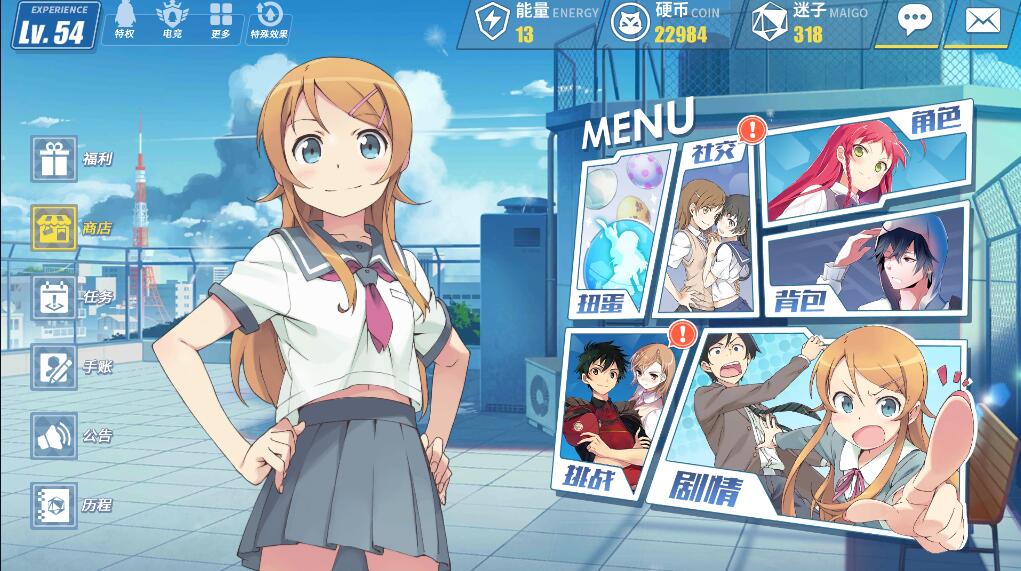 EXPERIENCE
Lv. 54
特权
电竞
更多
特殊效果
能量 ENERGY
13
硬币 COIN
22984
迷子 MAIGO
318
MENU
福利
商店
任务
手账
公告
历程
扭蛋
社交
角色
背包
挑战
剧情